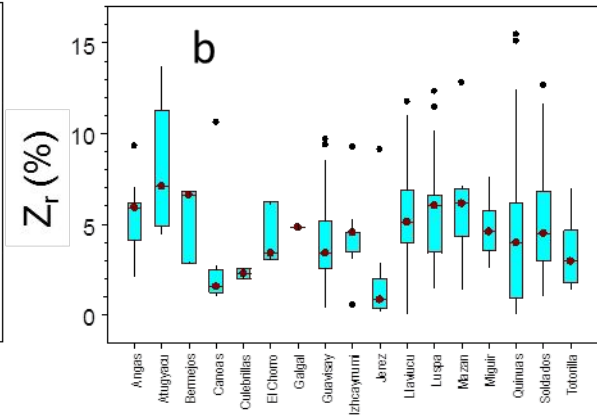 b
Zr (%)
15
10
5
0
Angas
Atugyacu
Bermejos
Canoas
Culebrillas
El Chorro
Galgal
Guavisay
Izhcayrrumi
Jerez
Llaviucu
Luspa
Mazan
Miguir
Quinuas
Soldados
Totorilla